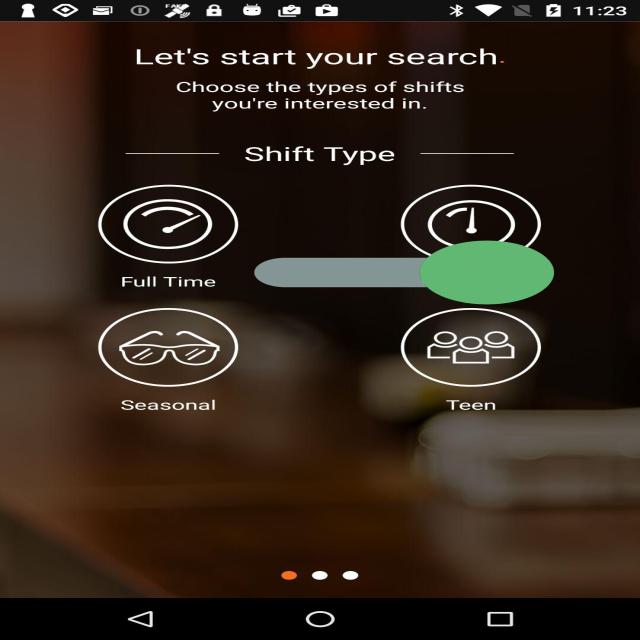 11:23
Let's start your search.
Choose the types of shifts
you're interested in.
Shift Type
Full Time
Seasonal
Teen